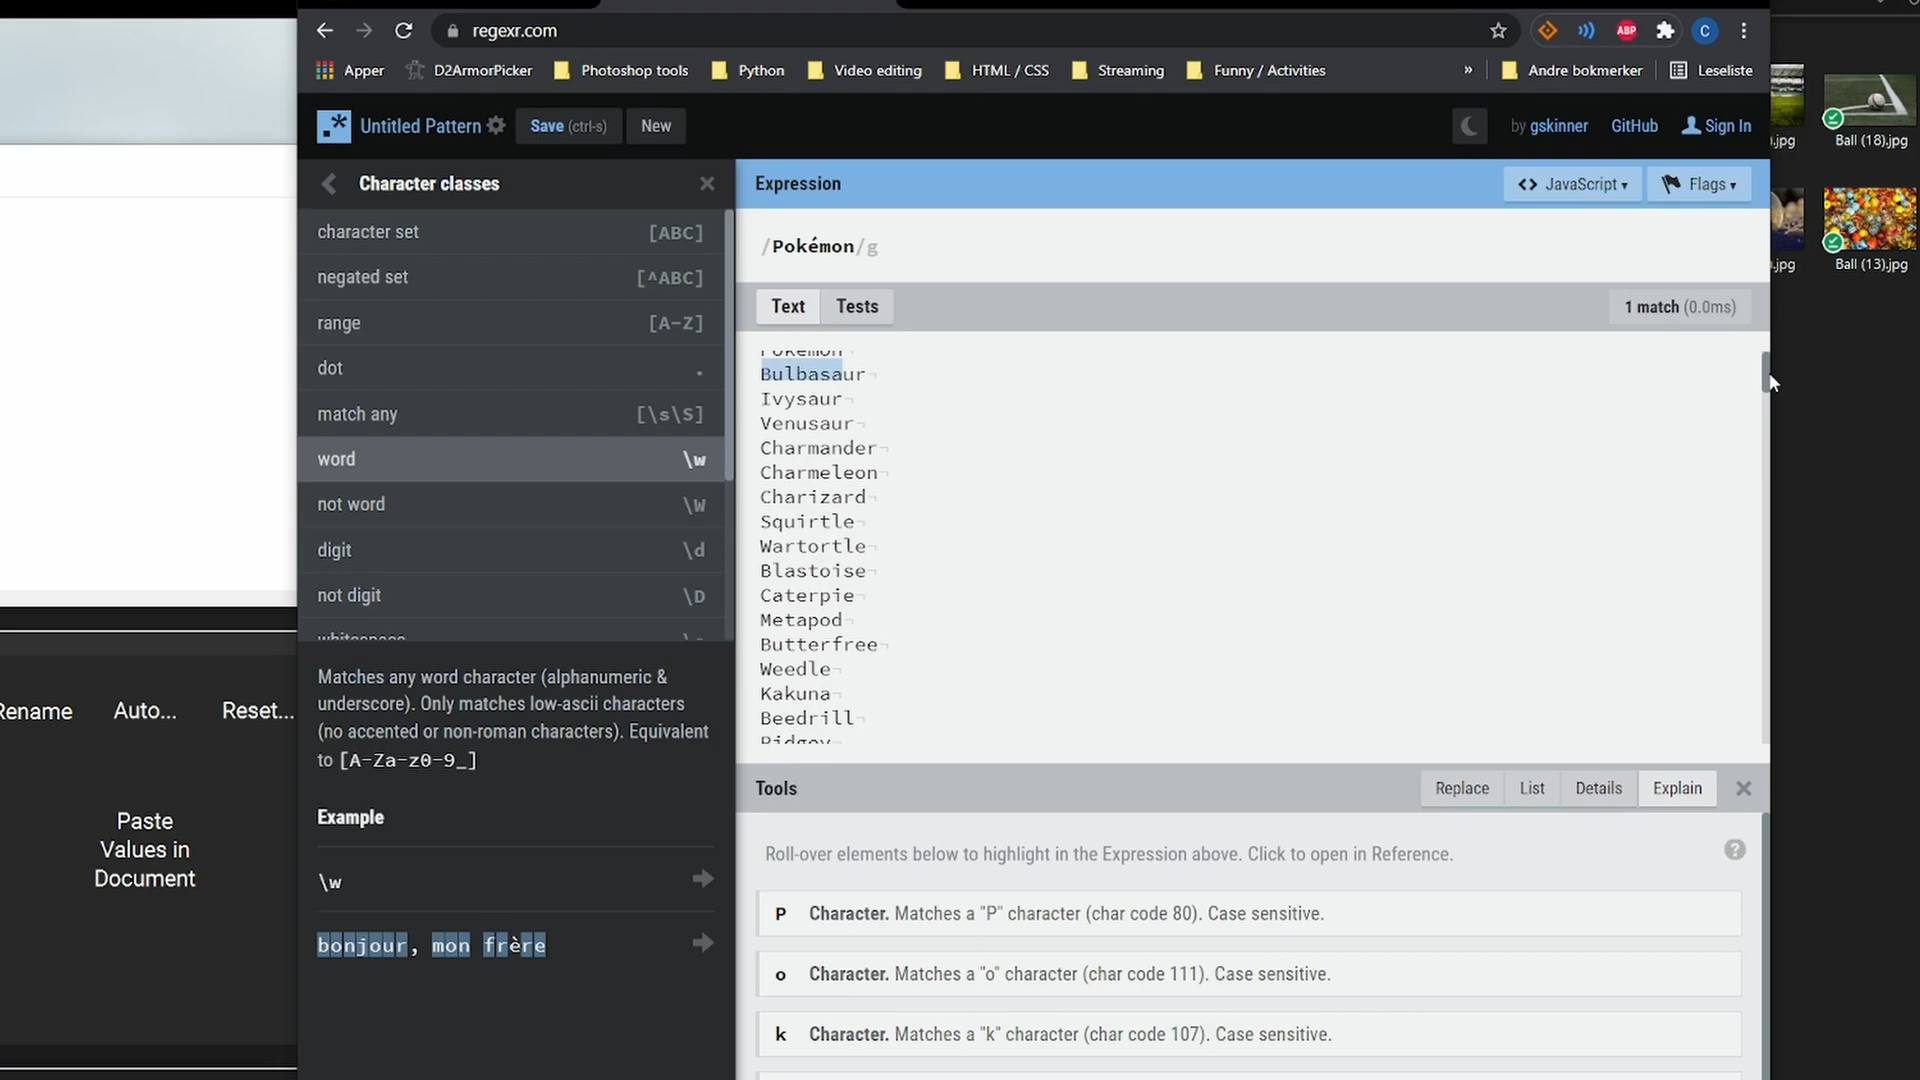 regexr.com
ABP
C
Apper
D2ArmorPicker
Photoshop tools
Python
Video editing
HTML / CSS
Streaming
Funny / Activities
»
Andre bokmerker
Leseliste
.*
Untitled Pattern
Save (ctrl-s)
New
by gskinner
GitHub
Sign In
Character classes
character set [ABC]
negated set [^ABC]
range [A-Z]
dot .
match any [\s\S]
word \w
not word \W
digit \d
not digit \D
whitespace
Matches any word character (alphanumeric &
underscore). Only matches low-ascii characters
(no accented or non-roman characters). Equivalent
to [A-Za-z0-9_]
Example
\w
bonjour, mon frère
Expression
<> JavaScript
Flags
/Pokémon/g
Text
Tests
1 match (0.0ms)
Pokémon
Bulbasaur
Ivysaur
Venusaur
Charmander
Charmeleon
Charizard
Squirtle
Wartortle
Blastoise
Caterpie
Metapod
Butterfree
Weedle
Kakuna
Beedrill
Pidgey
Tools
Replace
List
Details
Explain
Roll-over elements below to highlight in the Expression above. Click to open in Reference.
?
P Character. Matches a "P" character (char code 80). Case sensitive.
o Character. Matches a "o" character (char code 111). Case sensitive.
k Character. Matches a "k" character (char code 107). Case sensitive.
Rename
Auto...
Reset...
Paste
Values in
Document
.jpg
Ball (18).jpg
.jpg
Ball (13).jpg